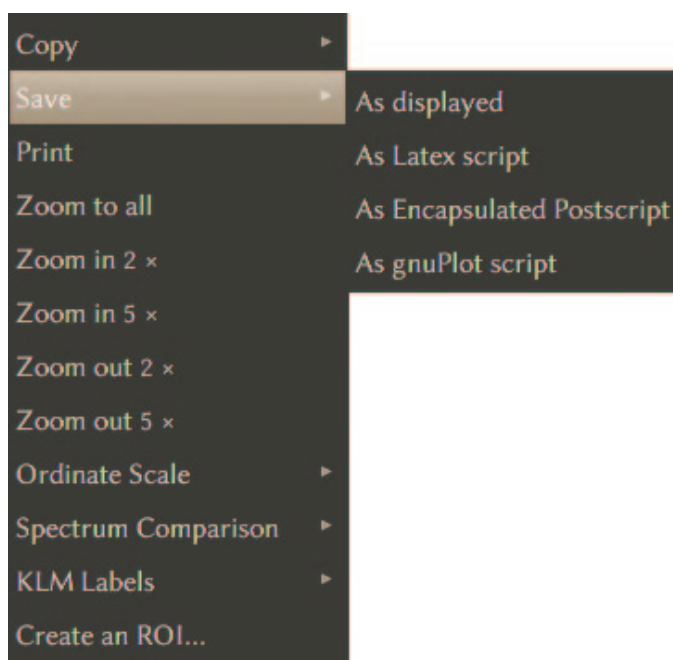 Copy
Save
Print
Zoom to all
Zoom in 2 ×
Zoom in 5 ×
Zoom out 2 ×
Zoom out 5 ×
Ordinate Scale
Spectrum Comparison
KLM Labels
Create an ROI...
As displayed
As Latex script
As Encapsulated Postscript
As gnuPlot script